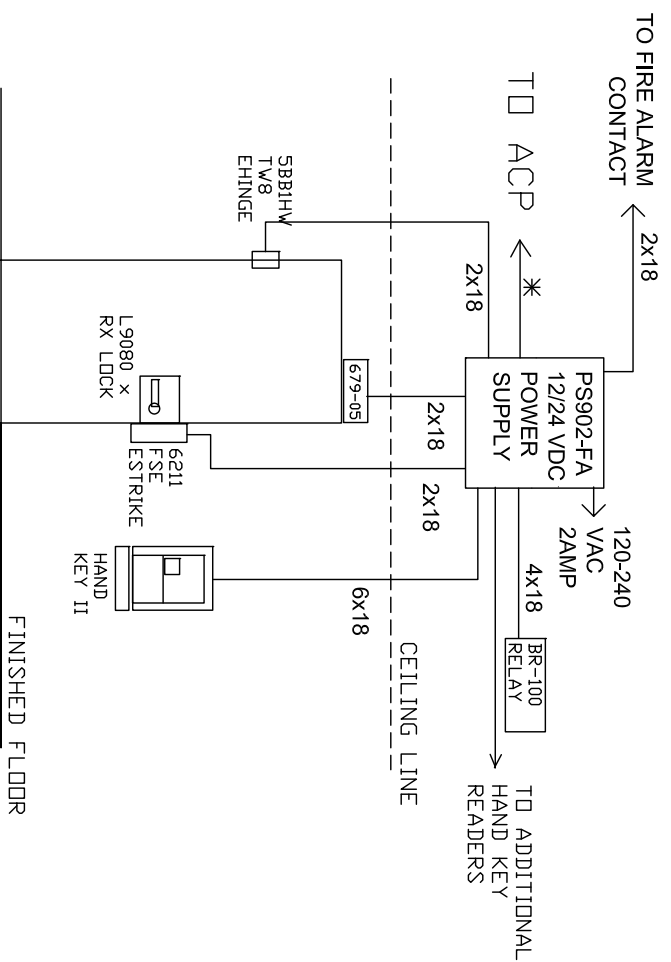 TO FIRE ALARM
CONTACT
2x18
TO ACP
*
PS902-FA
12/24 VDC
POWER
SUPPLY
120-240
VAC
2AMP
4x18
BR-100
RELAY
TO ADDITIONAL
HAND KEY
READERS
2x18
2x18
2x18
6x18
CEILING LINE
5BB1HW
TW8
EHINGE
679-05
L9080 x
RX LOCK
6211
FSE
ESTRIKE
HAND
KEY II
FINISHED FLOOR